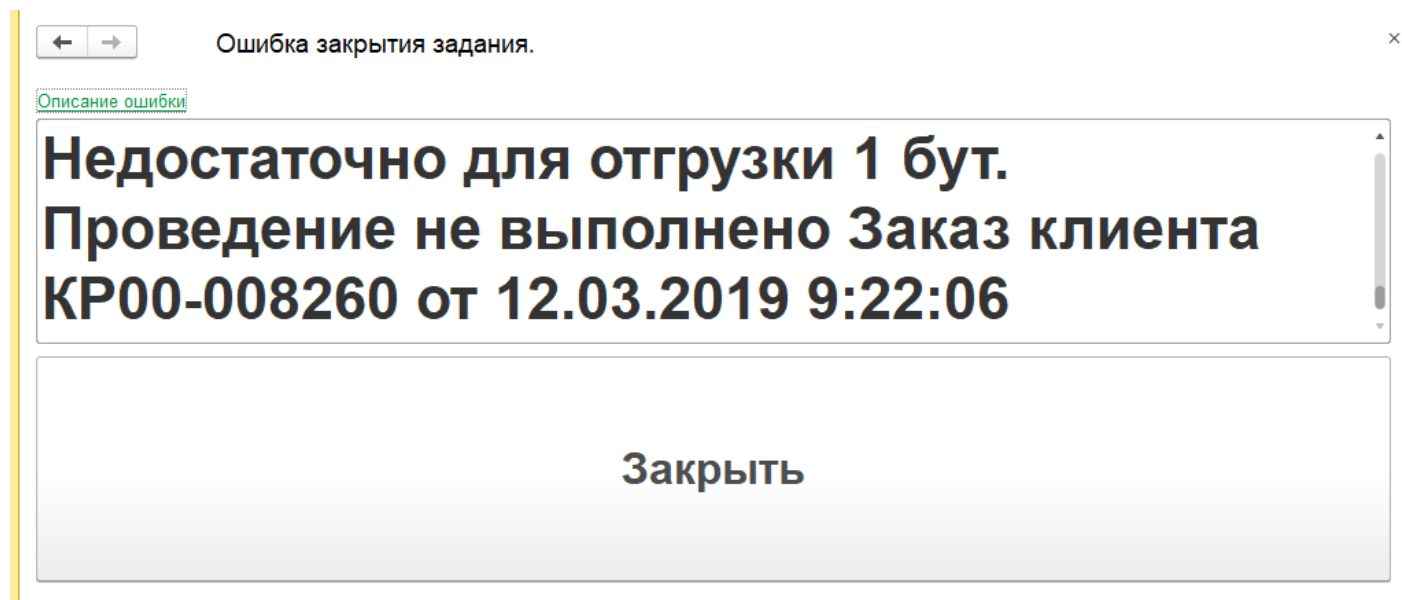 Ошибка закрытия задания.
Описание ошибки
Недостаточно для отгрузки 1 бут.
Проведение не выполнено Заказ клиента
КР00-008260 от 12.03.2019 9:22:06
Закрыть